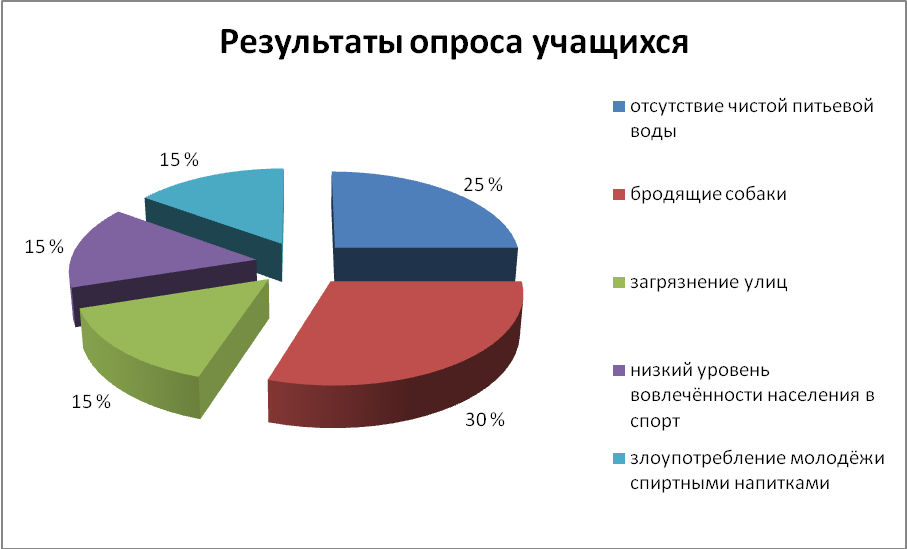 Результаты опроса учащихся
15 %
25 %
15 %
15 %
30 %
отсутствие чистой питьевой
воды
бродящие собаки
загрязнение улиц
низкий уровень
вовлечённости населения в
спорт
злоупотребление молодёжи
спиртными напитками